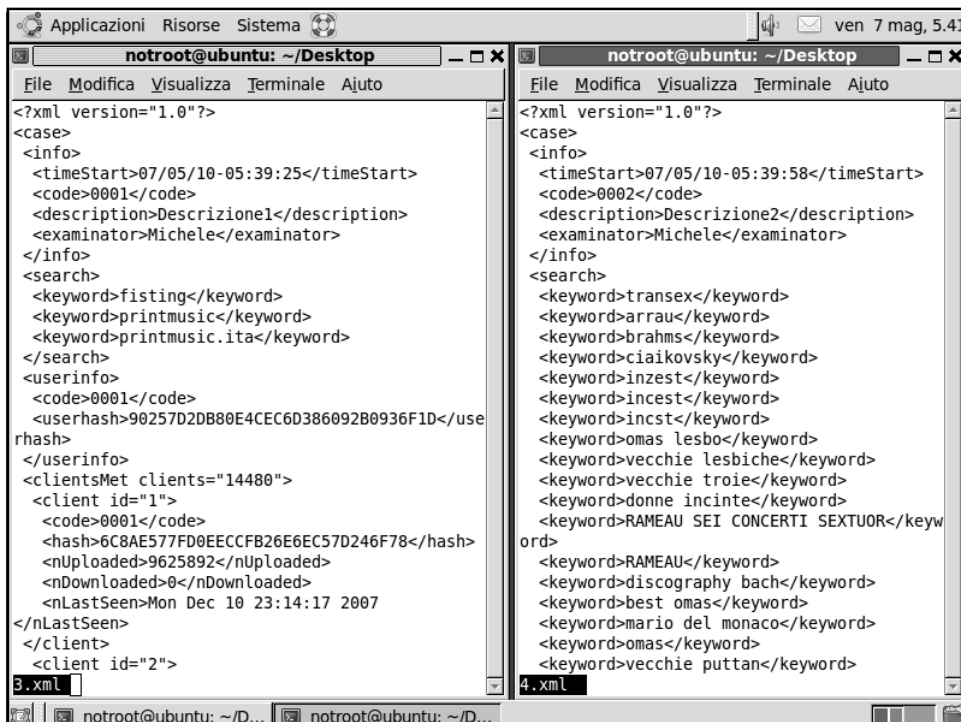 Applicazioni Risorse Sistema
ven 7 mag, 5.41
notroot@ubuntu: ~/Desktop
File Modifica Visualizza Terminale Aiuto
<?xml version="1.0"?>
<case>
<info>
<timeStart>07/05/10-05:39:25</timeStart>
<code>0001</code>
<description>Descrizione1</description>
<examinator>Michele</examinator>
</info>
<search>
<keyword>fisting</keyword>
<keyword>printmusic</keyword>
<keyword>printmusic.ita</keyword>
</search>
<userinfo>
<code>0001</code>
<userhash>90257D2DB80E4CEC6D386092B0936F1D</use
rhash>
</userinfo>
<clientsMet clients="14480">
<client id="1">
<code>0001</code>
<hash>6C8AE577FD0EECCFB26E6EC57D246F78</hash>
<nUploaded>9625892</nUploaded>
<nDownloaded>0</nDownloaded>
<nLastSeen>Mon Dec 10 23:14:17 2007
</nLastSeen>
</client>
<client id="2">
3.xml
notroot@ubuntu: ~/Desktop
File Modifica Visualizza Terminale Aiuto
<?xml version="1.0"?>
<case>
<info>
<timeStart>07/05/10-05:39:58</timeStart>
<code>0002</code>
<description>Descrizione2</description>
<examinator>Michele</examinator>
</info>
<search>
<keyword>transex</keyword>
<keyword>arrau</keyword>
<keyword>brahms</keyword>
<keyword>ciaikovsky</keyword>
<keyword>inzest</keyword>
<keyword>incest</keyword>
<keyword>incst</keyword>
<keyword>omas lesbo</keyword>
<keyword>vecchie lesbiche</keyword>
<keyword>vecchie troie</keyword>
<keyword>donne incinte</keyword>
<keyword>RAMEAU SEI CONCERTI SEXTUOR</keyw
ord>
<keyword>RAMEAU</keyword>
<keyword>discography bach</keyword>
<keyword>best omas</keyword>
<keyword>mario del monaco</keyword>
<keyword>omas</keyword>
<keyword>vecchie puttan</keyword>
4.xml
notroot@ubuntu: ~/D...
notroot@ubuntu: ~/D...